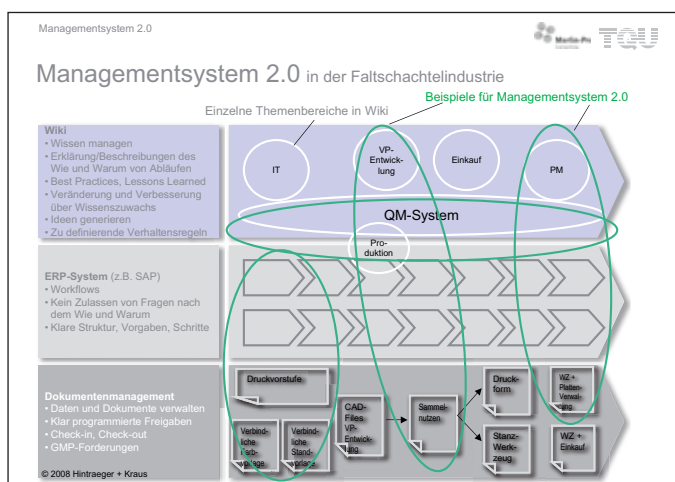 Managementsystem 2.0
TQU
Managementsystem 2.0 in der Faltschachtelindustrie
Beispiele für Managementsystem 2.0
Einzelne Themenbereiche in Wiki
Wiki
• Wissen managen
• Erklärung/Beschreibungen des
Wie und Warum von Abläufen
• Best Practices, Lessons Learned
• Veränderung und Verbesserung
über Wissenszuwachs
• Ideen generieren
• Zu definierende Verhaltensregeln
IT
VP-
Entwick-
lung
Einkauf
PM
QM-System
Pro-
duktion
ERP-System (z.B. SAP)
• Workflows
• Kein Zulassen von Fragen nach
dem Wie und Warum
• Klare Struktur, Vorgaben, Schritte
Dokumentenmanagement
• Daten und Dokumente verwalten
• Klar programmierte Freigaben
• Check-in, Check-out
• GMP-Forderungen
Druckvorstufe
Verbind-
liche
Farb-
vorlage
Verbind-
liche
Stand-
vorlage
CAD-
Files
VP-
Entwick-
lung
Sammel-
nutzen
Druck-
form
Stanz-
Werk-
zeug
WZ +
Platten-
Verwal-
tung
WZ +
Einkauf
© 2008 Hintraeger + Kraus